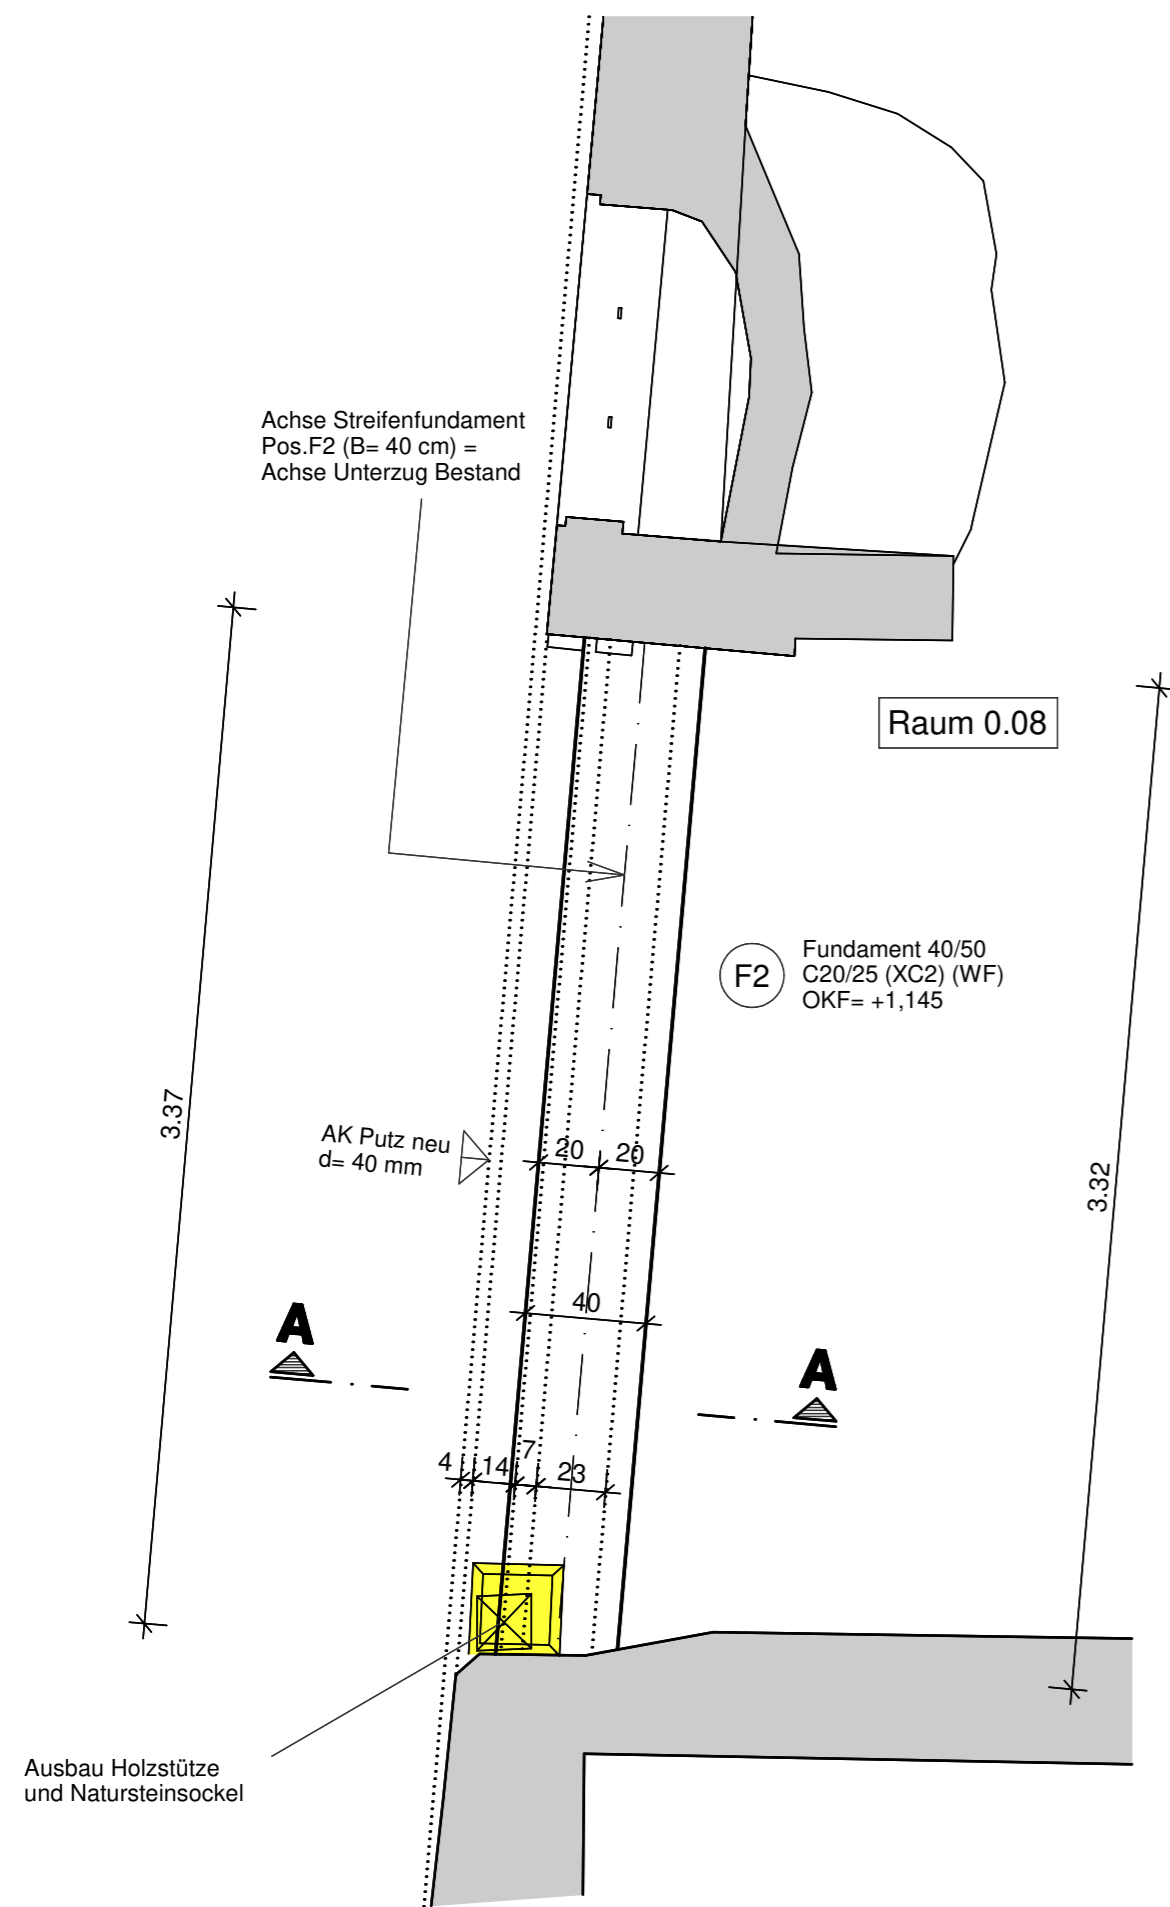 Achse Streifenfundament
Pos.F2 (B= 40 cm) =
Achse Unterzug Bestand
Raum 0.08
F2
Fundament 40/50
C20/25 (XC2) (WF)
OKF= +1,145
3.37
AK Putz neu
d= 40 mm
20 20
3.32
40
A
A
4 14 7 23
Ausbau Holzstütze
und Natursteinsockel